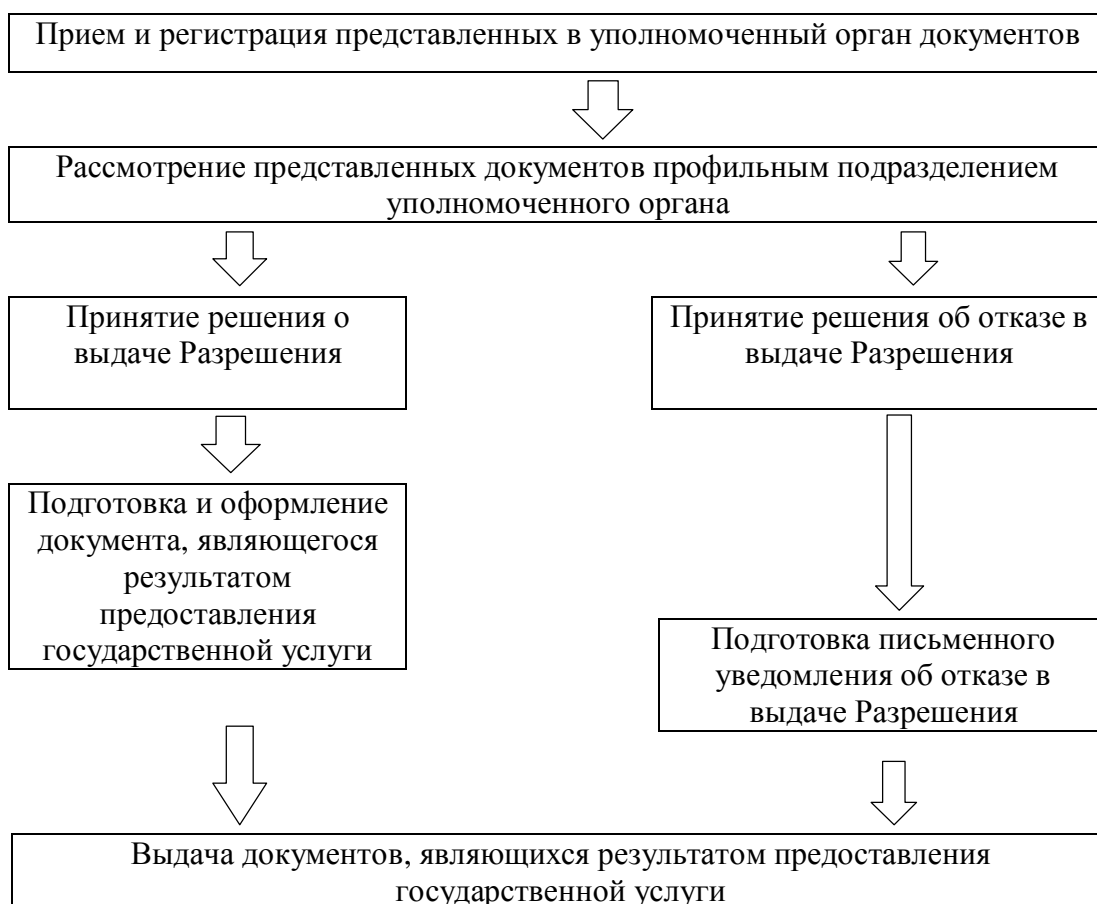 Прием и регистрация представленных в уполномоченный орган документов
Рассмотрение представленных документов профильным подразделением
уполномоченного органа
Принятие решения о
выдаче Разрешения
Принятие решения об отказе в
выдаче Разрешения
Подготовка и оформление
документа, являющегося
результатом
предоставления
государственной услуги
Подготовка письменного
уведомления об отказе в
выдаче Разрешения
Выдача документов, являющихся результатом предоставления
государственной услуги